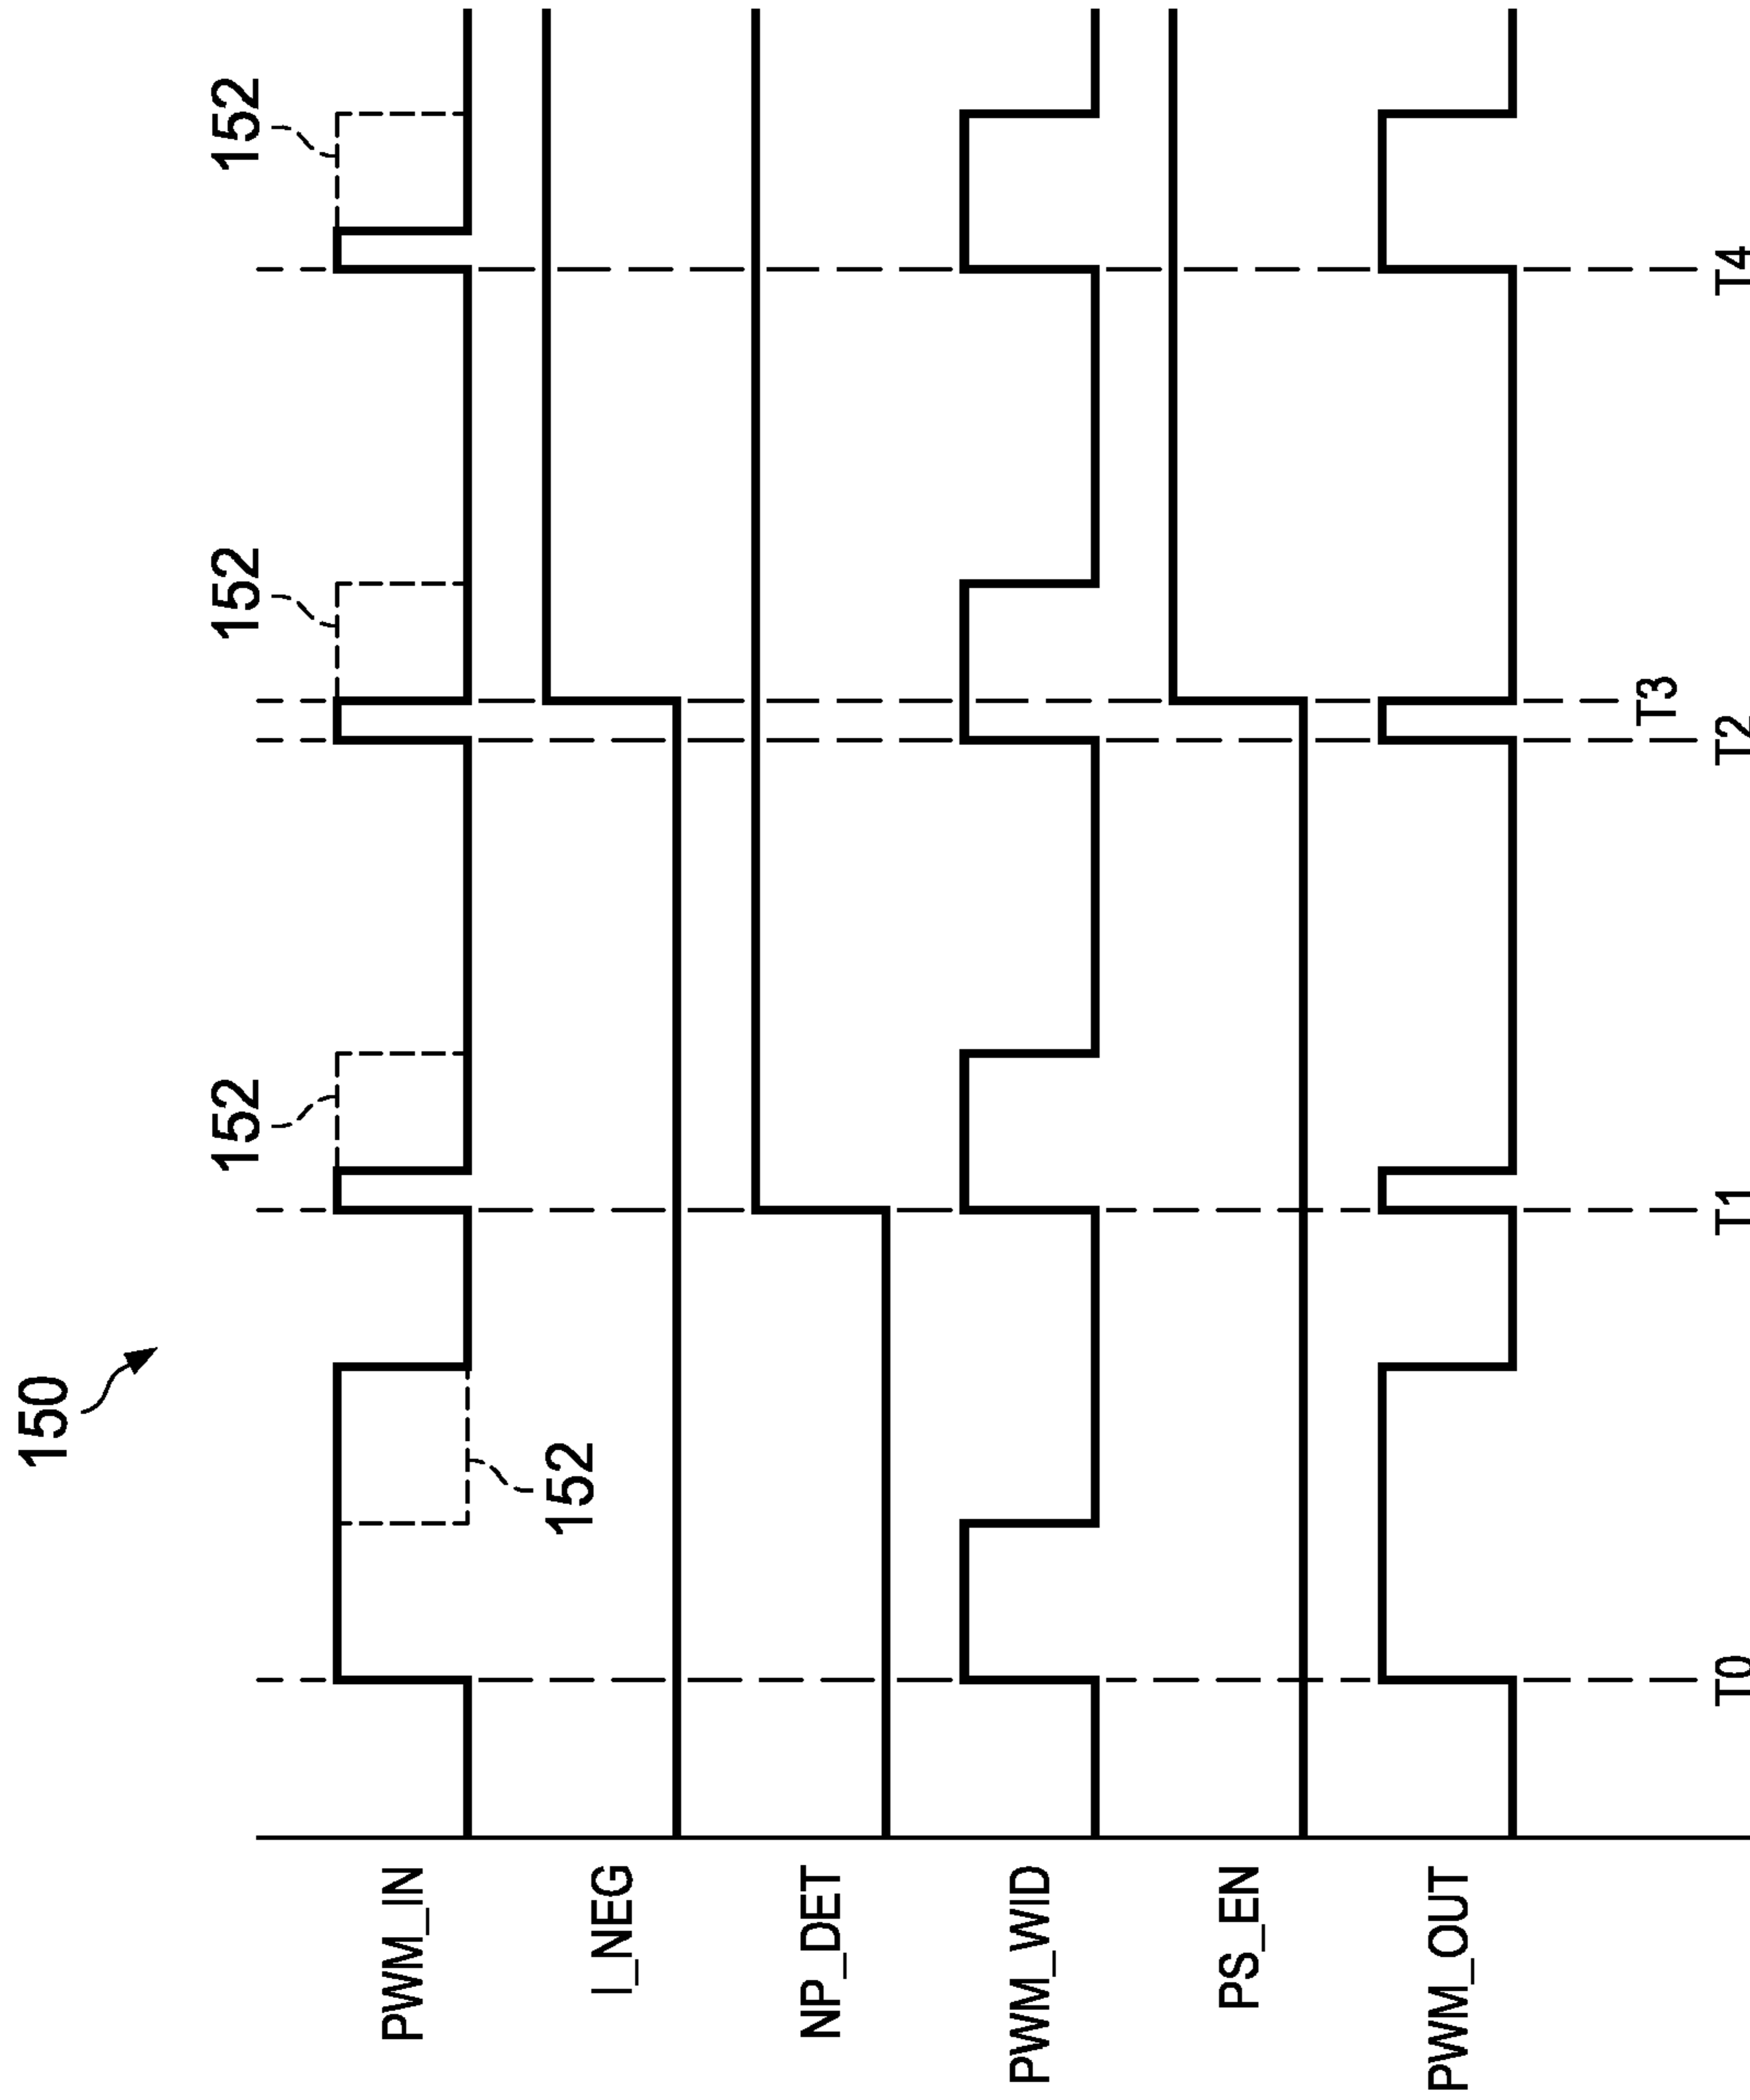 150
152
152
152
152
PWM_IN
I_NEG
NP_DET
PWM_WID
PS_EN
PWM_OUT
T0
T1
T2
T3
T4